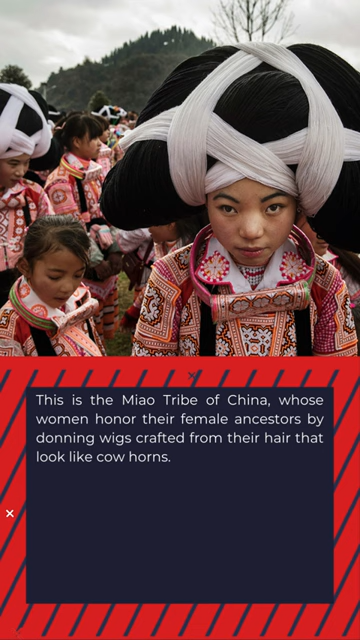 This is the Miao Tribe of China, whose
women honor their female ancestors by
donning wigs crafted from their hair that
look like cow horns.